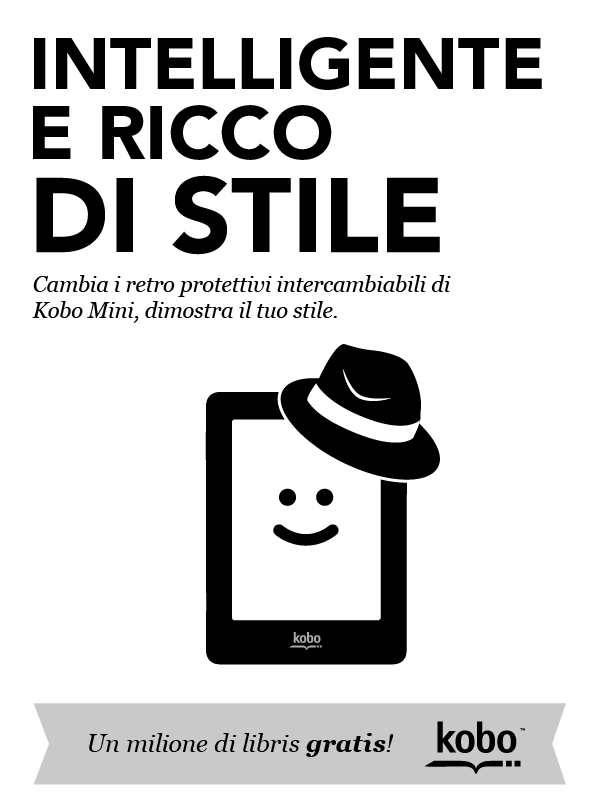 INTELLIGENTE
E RICCO
DI STILE
Cambia i retro protettivi intercambiabili di
Kobo Mini, dimostra il tuo stile.
kobo
Un milione di libris gratis!
kobo™